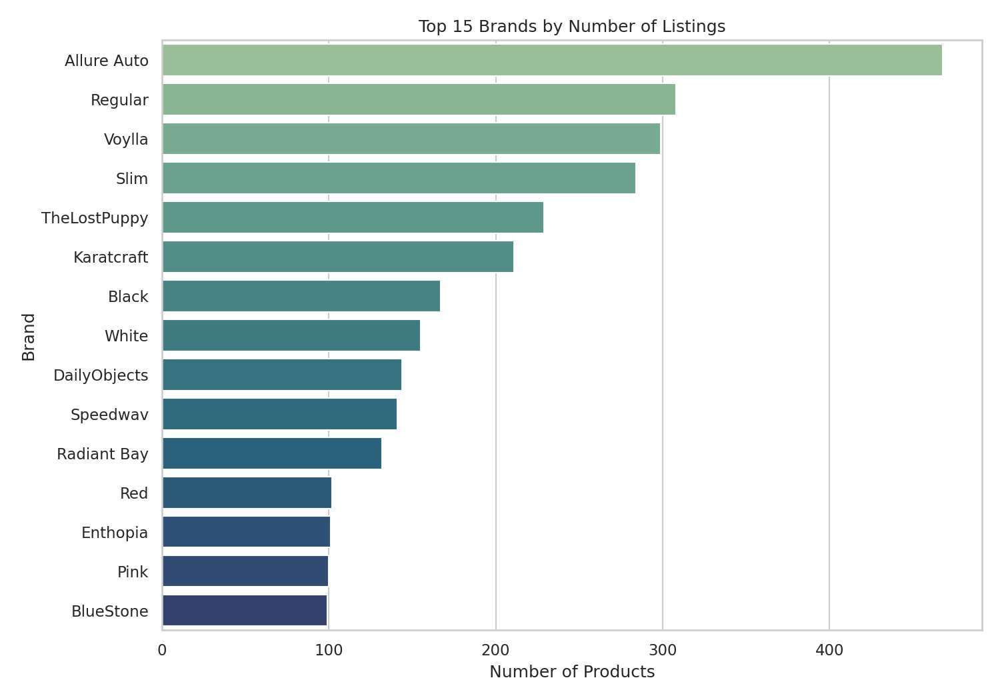 Top 15 Brands by Number of Listings
Allure Auto
Regular
Voylla
Slim
TheLostPuppy
Karatcraft
Black
White
DailyObjects
Speedwav
Radiant Bay
Red
Enthopia
Pink
BlueStone
Brand
0 100 200 300 400
Number of Products